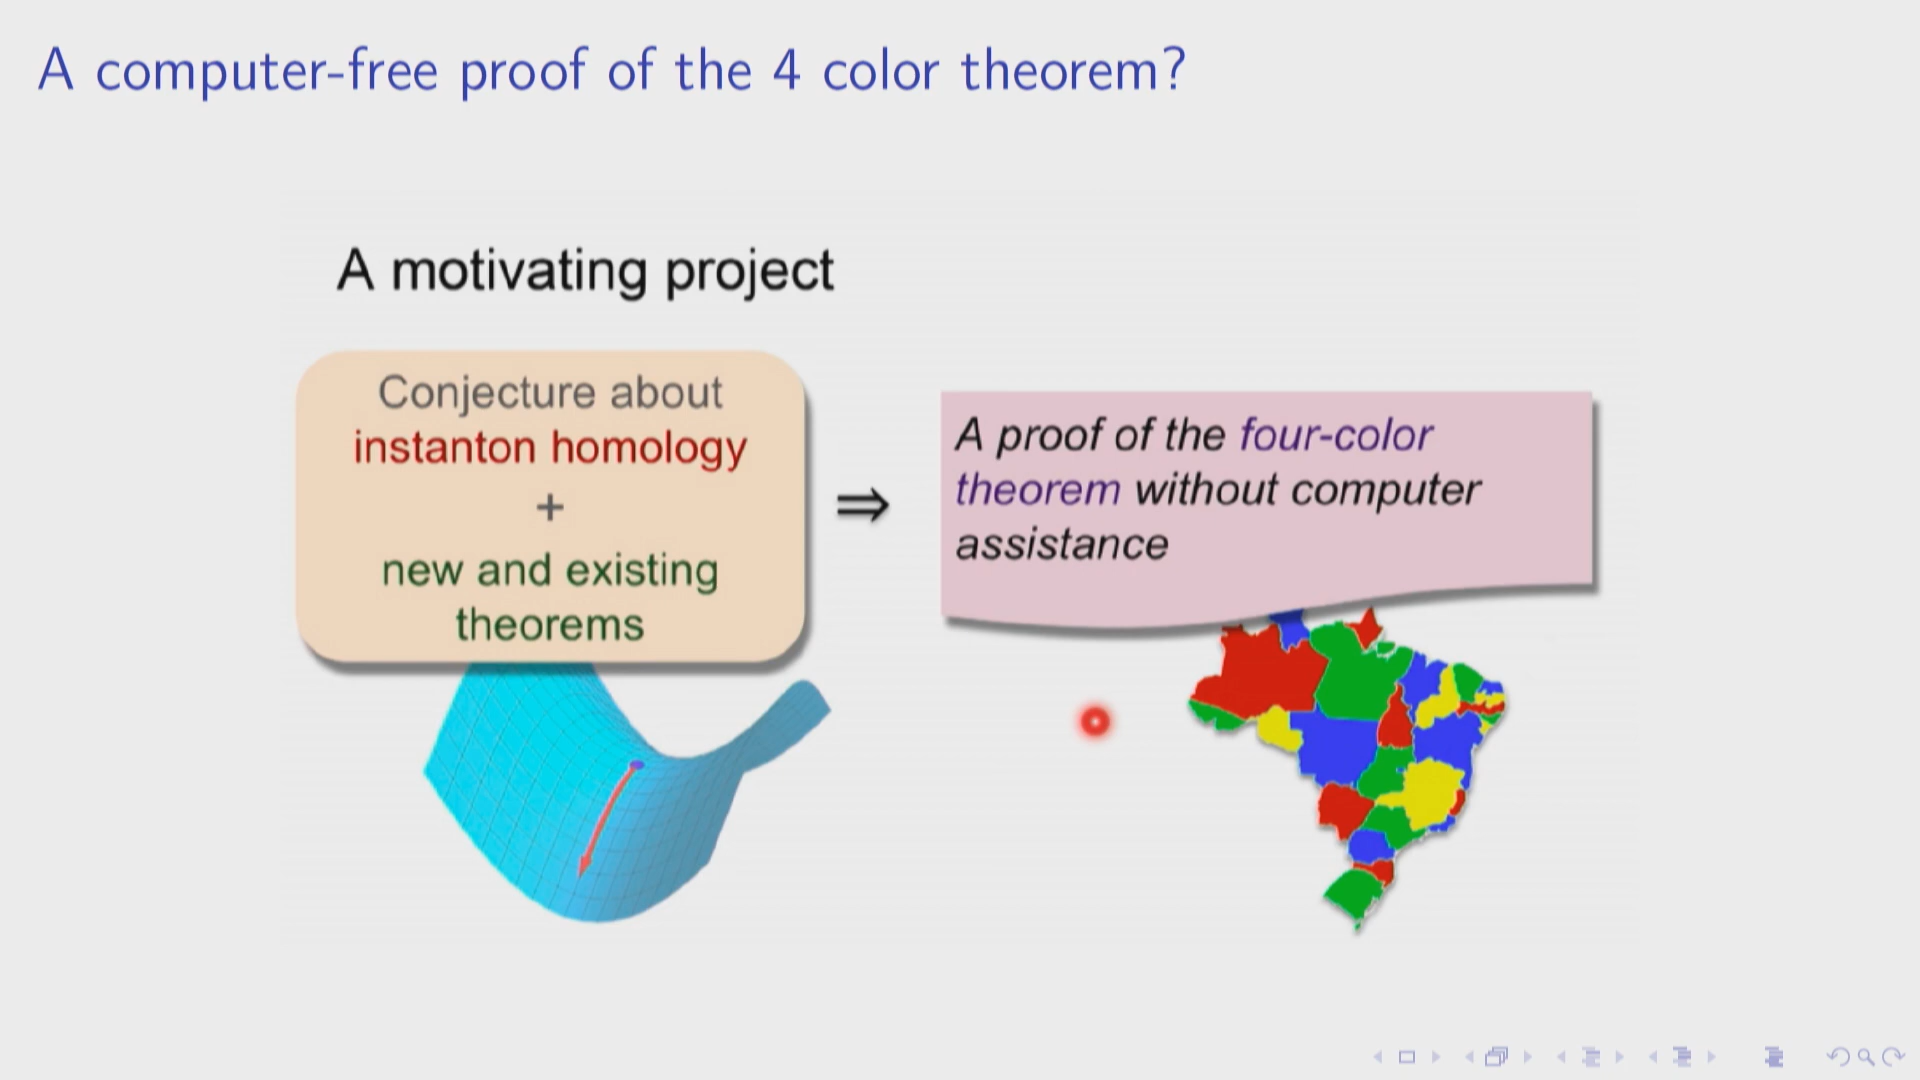 A computer-free proof of the 4 color theorem?
A motivating project
Conjecture about
instanton homology
+
new and existing
theorems
⇒
A proof of the four-color
theorem without computer
assistance